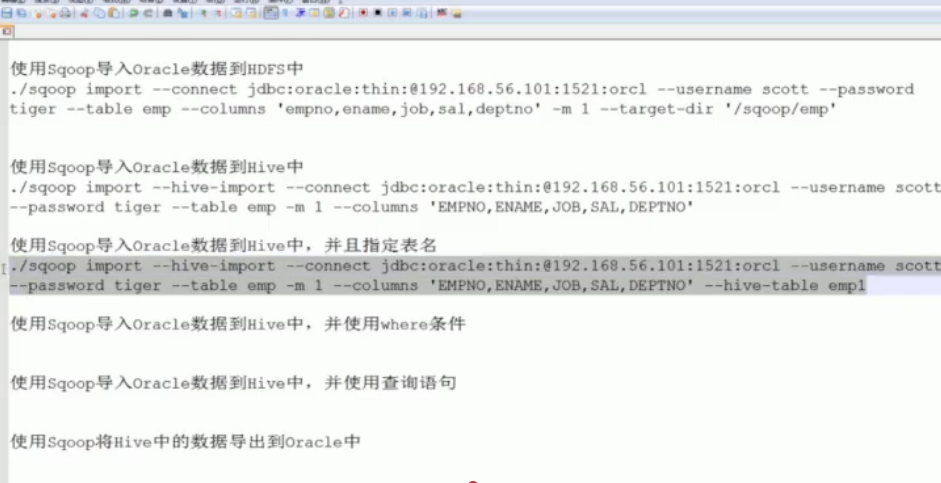 使用Sqoop导入Oracle数据到HDFS中
./sqoop import --connect jdbc:oracle:thin:@192.168.56.101:1521:orcl --username scott --password
tiger --table emp --columns 'empno,ename,job,sal,deptno' -m 1 --target-dir '/sqoop/emp'
使用Sqoop导入Oracle数据到Hive中
./sqoop import --hive-import --connect jdbc:oracle:thin:@192.168.56.101:1521:orcl --username scott
--password tiger --table emp -m 1 --columns 'EMPNO,ENAME,JOB,SAL,DEPTNO'
使用Sqoop导入Oracle数据到Hive中，并且指定表名
./sqoop import --hive-import --connect jdbc:oracle:thin:@192.168.56.101:1521:orcl --username scott
--password tiger --table emp -m 1 --columns 'EMPNO,ENAME,JOB,SAL,DEPTNO' --hive-table emp1
使用Sqoop导入Oracle数据到Hive中，并使用where条件
使用Sqoop导入Oracle数据到Hive中，并使用查询语句
使用Sqoop将Hive中的数据导出到Oracle中